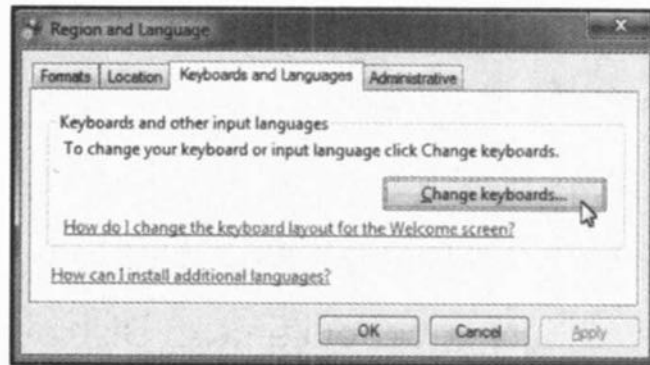 Region and Language
Formats Location Keyboards and Languages Administrative
Keyboards and other input languages
To change your keyboard or input language click Change keyboards.
Change keyboards...
How do I change the keyboard layout for the Welcome screen?
How can I install additional languages?
OK Cancel Apply